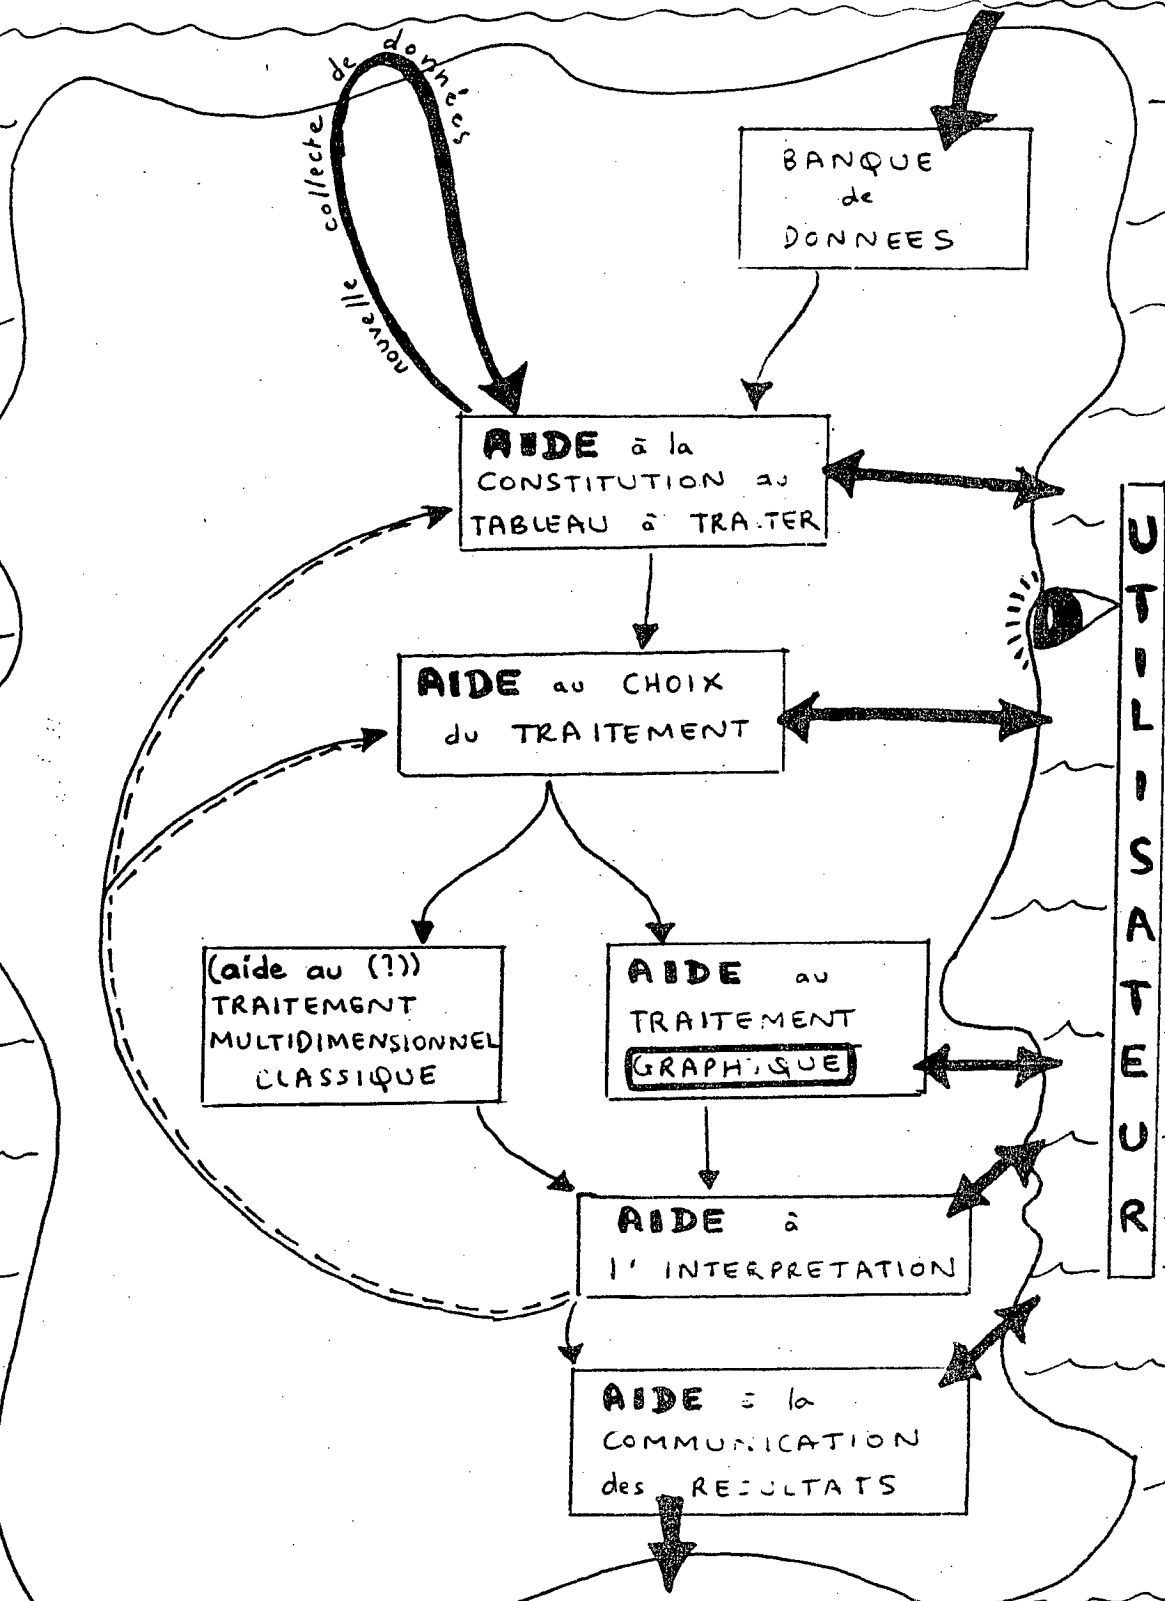 nouvelle collecte de données
BANQUE
de
DONNEES
AIDE à la
CONSTITUTION du
TABLEAU à TRAITER
AIDE au CHOIX
du TRAITEMENT
(aide au (?))
TRAITEMENT
MULTIDIMENSIONNEL
CLASSIQUE
AIDE au
TRAITEMENT
GRAPHIQUE
AIDE à
l' INTERPRETATION
AIDE à la
COMMUNICATION
des RESULTATS
UTILISATEUR